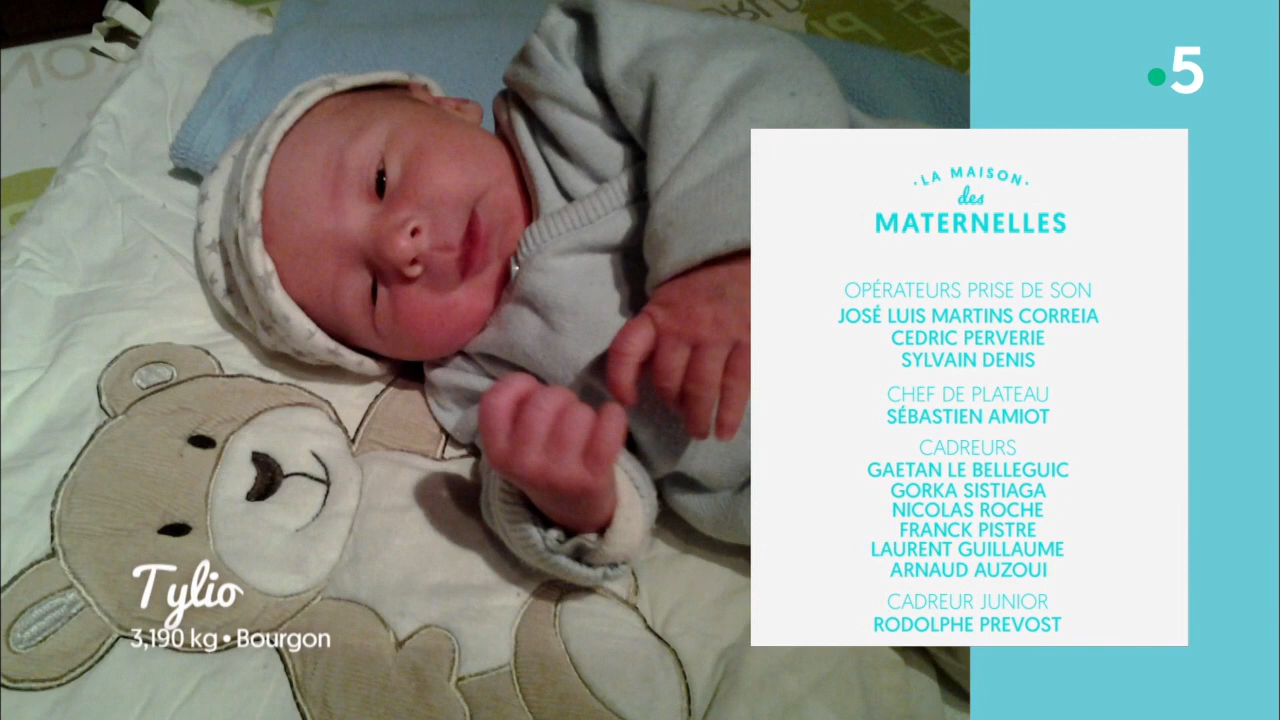 5
·LA MAISON·
des
MATERNELLES
OPÉRATEURS PRISE DE SON
JOSÉ LUIS MARTINS CORREIA
CEDRIC PERVERIE
SYLVAIN DENIS
CHEF DE PLATEAU
SÉBASTIEN AMIOT
CADREURS
GAETAN LE BELLEGUIC
GORKA SISTIAGA
NICOLAS ROCHE
FRANCK PISTRE
LAURENT GUILLAUME
ARNAUD AUZOUI
CADREUR JUNIOR
RODOLPHE PREVOST
Tylio
3,190 kg • Bourgon